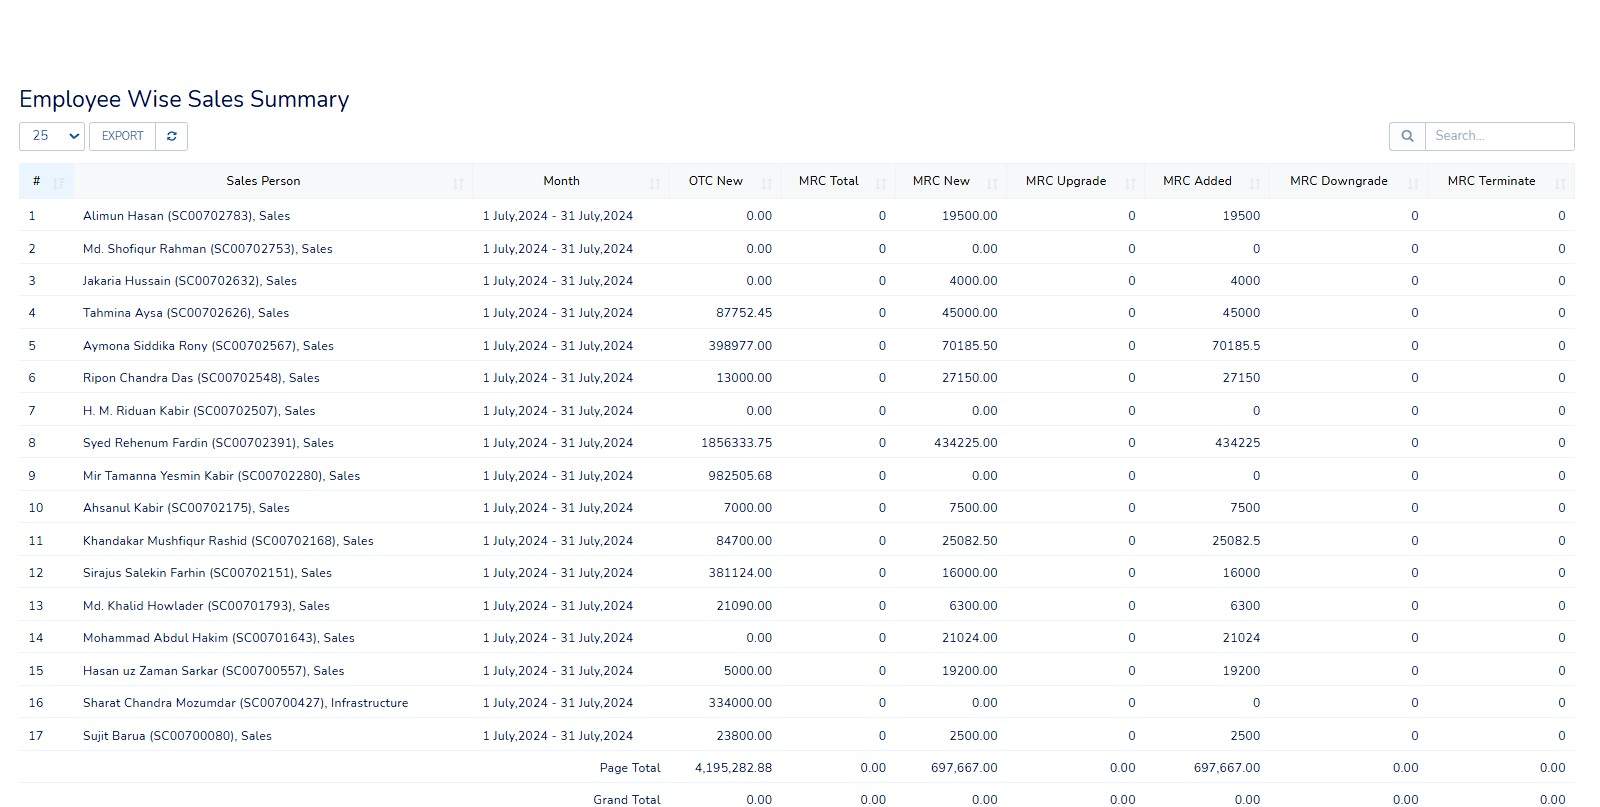 Employee Wise Sales Summary
25 EXPORT Search...
# Sales Person Month OTC New MRC Total MRC New MRC Upgrade MRC Added MRC Downgrade MRC Terminate
1 Alimun Hasan (SC00702783), Sales 1 July,2024 - 31 July,2024 0.00 0 19500.00 0 19500 0 0
2 Md. Shofiqur Rahman (SC00702753), Sales 1 July,2024 - 31 July,2024 0.00 0 0.00 0 0 0 0
3 Jakaria Hussain (SC00702632), Sales 1 July,2024 - 31 July,2024 0.00 0 4000.00 0 4000 0 0
4 Tahmina Aysa (SC00702626), Sales 1 July,2024 - 31 July,2024 87752.45 0 45000.00 0 45000 0 0
5 Aymona Siddika Rony (SC00702567), Sales 1 July,2024 - 31 July,2024 398977.00 0 70185.50 0 70185.5 0 0
6 Ripon Chandra Das (SC00702548), Sales 1 July,2024 - 31 July,2024 13000.00 0 27150.00 0 27150 0 0
7 H. M. Riduan Kabir (SC00702507), Sales 1 July,2024 - 31 July,2024 0.00 0 0.00 0 0 0 0
8 Syed Rehenum Fardin (SC00702391), Sales 1 July,2024 - 31 July,2024 1856333.75 0 434225.00 0 434225 0 0
9 Mir Tamanna Yesmin Kabir (SC00702280), Sales 1 July,2024 - 31 July,2024 982505.68 0 0.00 0 0 0 0
10 Ahsanul Kabir (SC00702175), Sales 1 July,2024 - 31 July,2024 7000.00 0 7500.00 0 7500 0 0
11 Khandakar Mushfiqur Rashid (SC00702168), Sales 1 July,2024 - 31 July,2024 84700.00 0 25082.50 0 25082.5 0 0
12 Sirajus Salekin Farhin (SC00702151), Sales 1 July,2024 - 31 July,2024 381124.00 0 16000.00 0 16000 0 0
13 Md. Khalid Howlader (SC00701793), Sales 1 July,2024 - 31 July,2024 21090.00 0 6300.00 0 6300 0 0
14 Mohammad Abdul Hakim (SC00701643), Sales 1 July,2024 - 31 July,2024 0.00 0 21024.00 0 21024 0 0
15 Hasan uz Zaman Sarkar (SC00700557), Sales 1 July,2024 - 31 July,2024 5000.00 0 19200.00 0 19200 0 0
16 Sharat Chandra Mozumdar (SC00700427), Infrastructure 1 July,2024 - 31 July,2024 334000.00 0 0.00 0 0 0 0
17 Sujit Barua (SC00700080), Sales 1 July,2024 - 31 July,2024 23800.00 0 2500.00 0 2500 0 0
Page Total 4,195,282.88 0.00 697,667.00 0.00 697,667.00 0.00 0.00
Grand Total 0.00 0.00 0.00 0.00 0.00 0.00 0.00